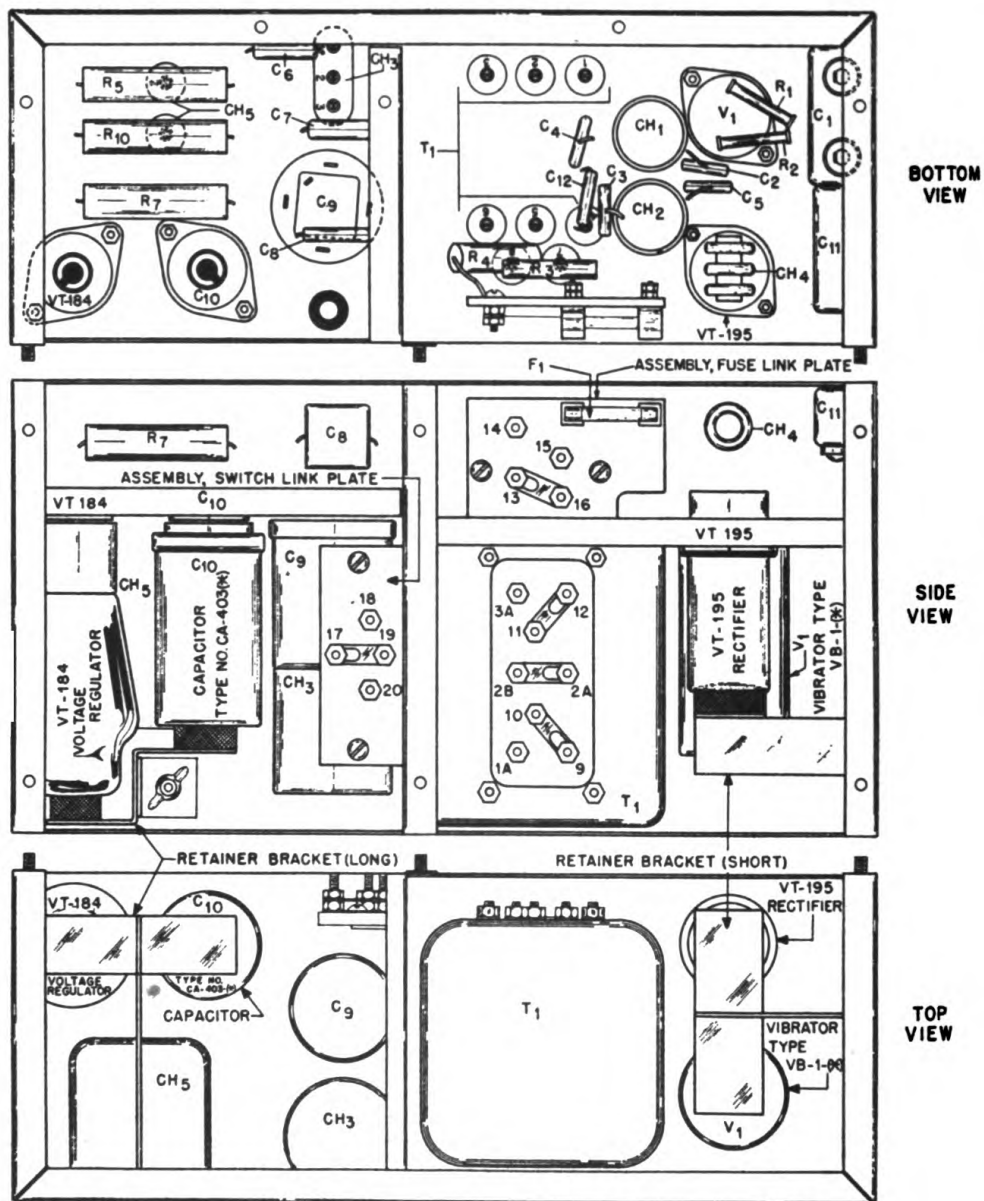 BOTTOM VIEW
C6
CH3
R5
CH5
R10
C7
R7
C9
C8
VT-184
C10
3
2
1
T1
C4
C12
C3
CH1
CH2
V1
R1
R2
C1
C2
C5
C11
6
5
R4
R3
CH4
VT-195
F1
ASSEMBLY, FUSE LINK PLATE
SIDE VIEW
R7
C8
ASSEMBLY, SWITCH LINK PLATE
14
15
13
16
CH4
C11
VT 184
C10
VT 195
CH5
C10
CAPACITOR
TYPE NO. CA-403(*)
VT-184
VOLTAGE
REGULATOR
C9
CH3
18
17
19
20
3A
12
11
2B
2A
10
1A
9
T1
VT-195
RECTIFIER
V1
VIBRATOR TYPE
VB-1-(*)
RETAINER BRACKET (LONG)
RETAINER BRACKET (SHORT)
TOP VIEW
VT-184
VOLTAGE
REGULATOR
C10
TYPE NO.
CA-403-(*)
CAPACITOR
C9
CH5
CH3
T1
VT-195
RECTIFIER
VIBRATOR
TYPE
VB-1-(*)
V1